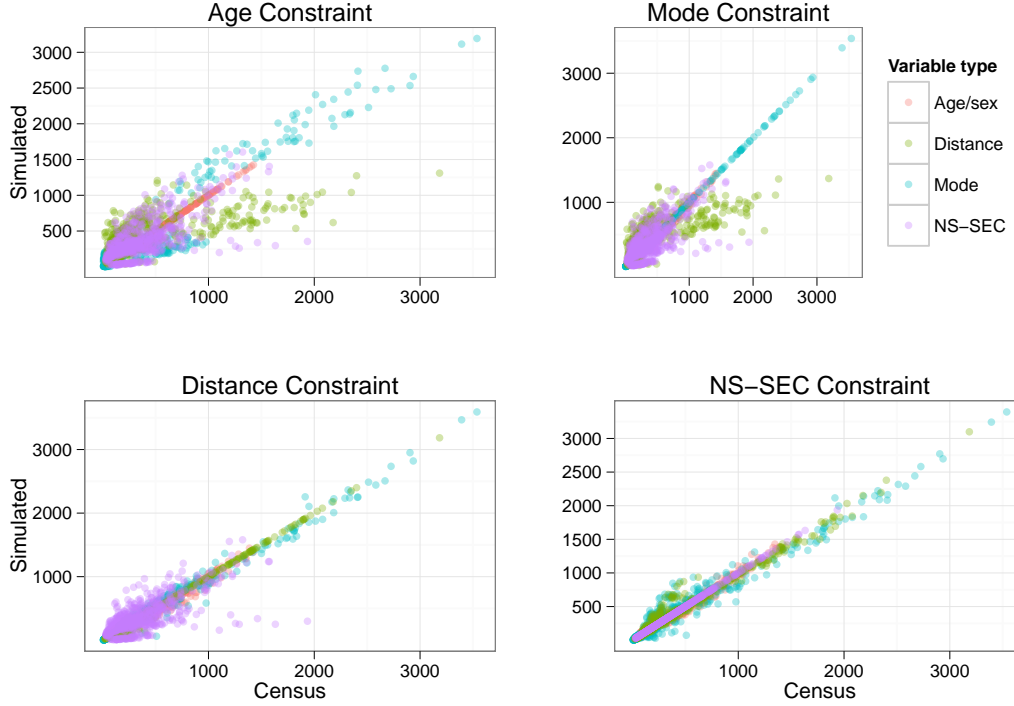 Age Constraint
Mode Constraint
Simulated
3000
2500
2000
1500
1000
500
1000 2000 3000
3000
2000
1000
1000 2000 3000
Variable type
Age/sex
Distance
Mode
NS−SEC
Distance Constraint
NS−SEC Constraint
Simulated
3000
2000
1000
1000 2000 3000
Census
3000
2500
2000
1500
1000
500
1000 2000 3000
Census